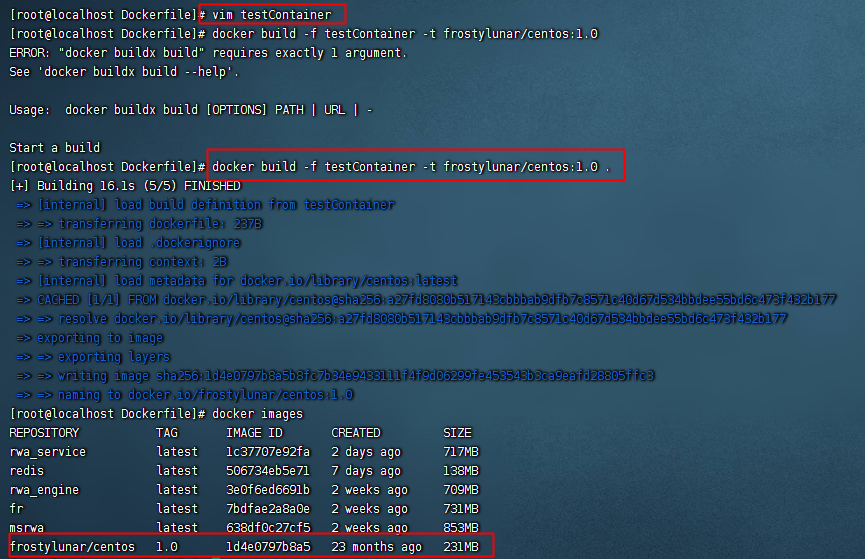 [root@localhost Dockerfile]# vim testContainer
[root@localhost Dockerfile]# docker build -f testContainer -t frostylunar/centos:1.0
ERROR: "docker buildx build" requires exactly 1 argument.
See 'docker buildx build --help'.
Usage:  docker buildx build [OPTIONS] PATH | URL | -
Start a build
[root@localhost Dockerfile]# docker build -f testContainer -t frostylunar/centos:1.0 .
[+] Building 16.1s (5/5) FINISHED
=> [internal] load build definition from testContainer
=> => transferring dockerfile: 237B
=> [internal] load .dockerignore
=> => transferring context: 2B
=> [internal] load metadata for docker.io/library/centos:latest
=> CACHED [1/1] FROM docker.io/library/centos@sha256:a27fd8080b517143cbbbab9dfb7c8571c40d67d534bbdee55bd6c473f432b177
=> => resolve docker.io/library/centos@sha256:a27fd8080b517143cbbbab9dfb7c8571c40d67d534bbdee55bd6c473f432b177
=> exporting to image
=> => exporting layers
=> => writing image sha256:1d4e0797b8a5b8fc7b34e9433111f4f9d06299fe453543b3ca9eafd28805ffc3
=> => naming to docker.io/frostylunar/centos:1.0
[root@localhost Dockerfile]# docker images
REPOSITORY TAG IMAGE ID CREATED SIZE
rwa_service latest 1c37707e92fa 2 days ago 717MB
redis latest 506734eb5e71 7 days ago 138MB
rwa_engine latest 3e0f6ed6691b 2 weeks ago 709MB
fr latest 7bdfae2a8a0e 2 weeks ago 731MB
msrwa latest 638df0c27cf5 2 weeks ago 853MB
frostylunar/centos 1.0 1d4e0797b8a5 23 months ago 231MB